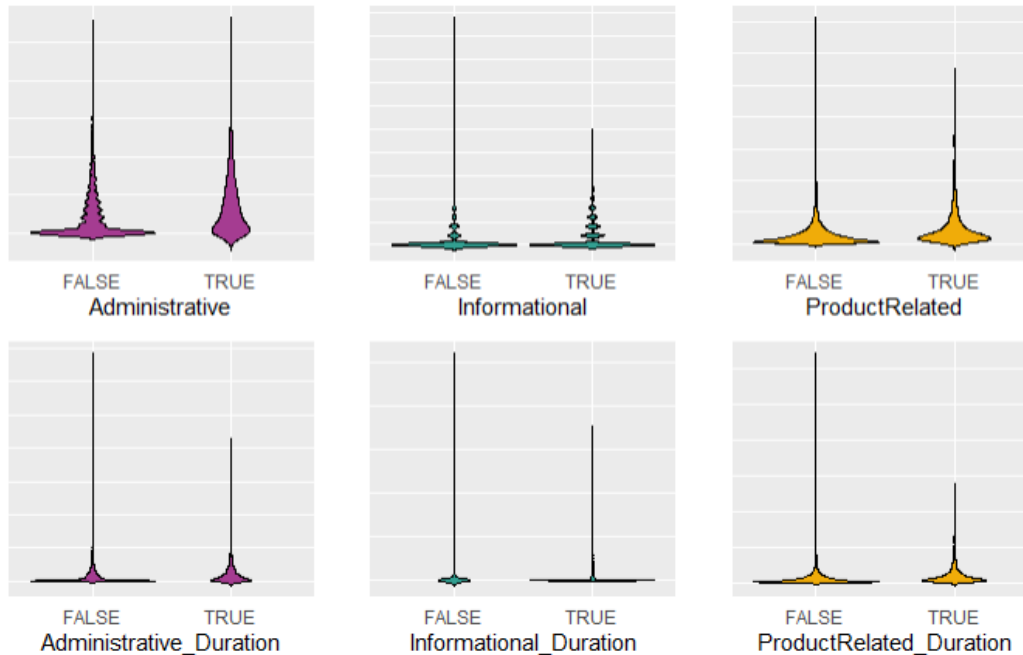 FALSE TRUE FALSE TRUE FALSE TRUE
Administrative Informational ProductRelated
FALSE TRUE FALSE TRUE FALSE TRUE
Administrative_Duration Informational_Duration ProductRelated_Duration